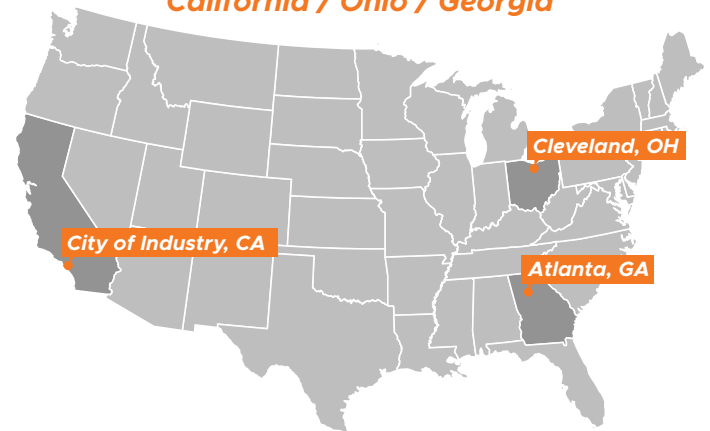 California / Ohio / Georgia
Cleveland, OH
City of Industry, CA
Atlanta, GA